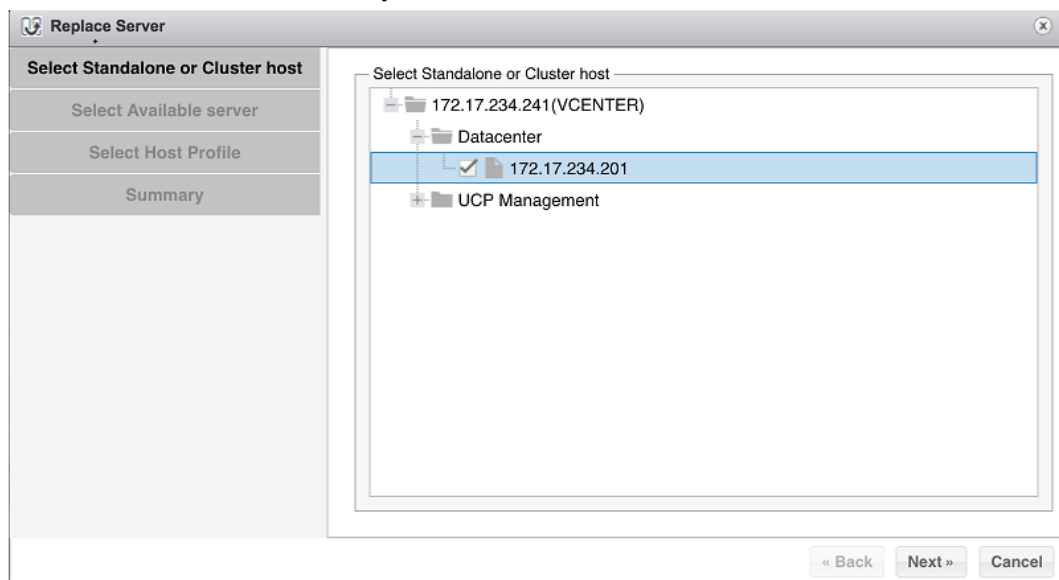 Replace Server
Select Standalone or Cluster host
Select Available server
Select Host Profile
Summary
Select Standalone or Cluster host
172.17.234.241(VCENTER)
Datacenter
172.17.234.201
UCP Management
« Back
Next »
Cancel